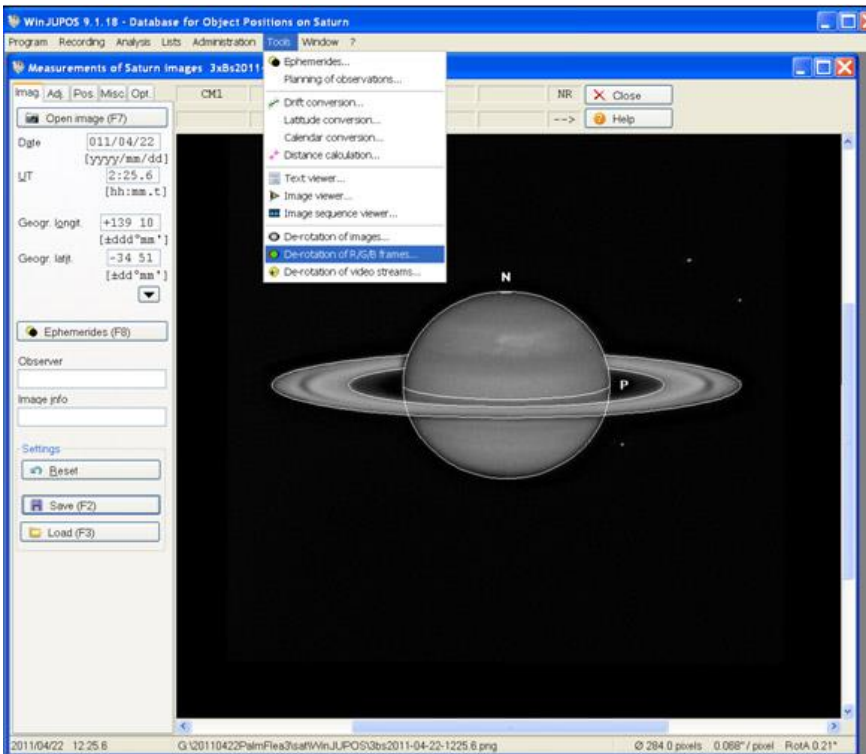 WinJUPOS 9.1.18 - Database for Object Positions on Saturn
Program Recording Analysis Lists Administration Tools Window ?
Measurements of Saturn images 3xBs2011-
Imag. Adj. Pos. Misc. Opt.
CM1
NR
Close
Open image (F7)
-->
Help
Date
011/04/22
[yyyy/mm/dd]
UT
2:25.6
[hh:mm.t]
Geogr. longit.
+139 10
[±ddd°mm']
Geogr. latit.
-34 51
[±dd°mm']
Ephemerides (F8)
Observer
Image info
Settings
Reset
Save (F2)
Load (F3)
Ephemerides...
Planning of observations...
Drift conversion...
Latitude conversion...
Calendar conversion...
Distance calculation...
Text viewer...
Image viewer...
Image sequence viewer...
De-rotation of images...
De-rotation of R/G/B frames...
De-rotation of video streams...
N
P
2011/04/22 12:25.6
G:\20110422PalmFlea3\sat\WinJUPOS\3bs2011-04-22-1225.6.png
Ø 284.0 pixels 0.068"/pixel RotA 0.21°